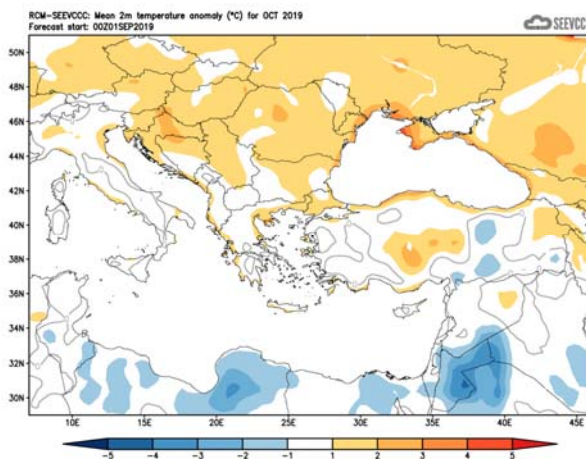 RCM-SEEVCCC: Mean 2m temperature anomaly (°C) for OCT 2019
Forecast start: 00Z01SEP2019
SEEVCC
50N
48N
46N
44N
42N
40N
38N
36N
34N
32N
30N
10E 15E 20E 25E 30E 35E 40E 45E
-5 -4 -3 -2 -1 1 2 3 4 5